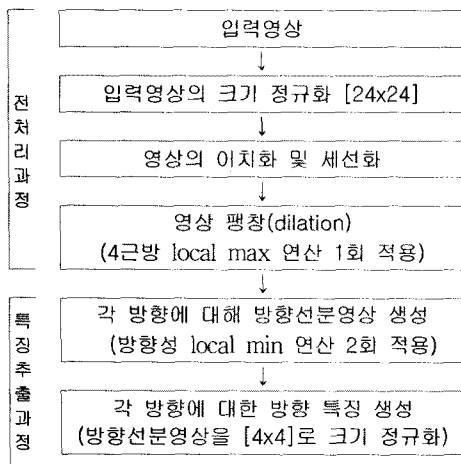 전처리과정
입력영상
입력영상의 크기 정규화 [24x24]
영상의 이치화 및 세선화
영상 팽창(dilation)
(4근방 local max 연산 1회 적용)
특징추출과정
각 방향에 대해 방향선분영상 생성
(방향성 local min 연산 2회 적용)
각 방향에 대한 방향 특징 생성
(방향선분영상을 [4x4]로 크기 정규화)